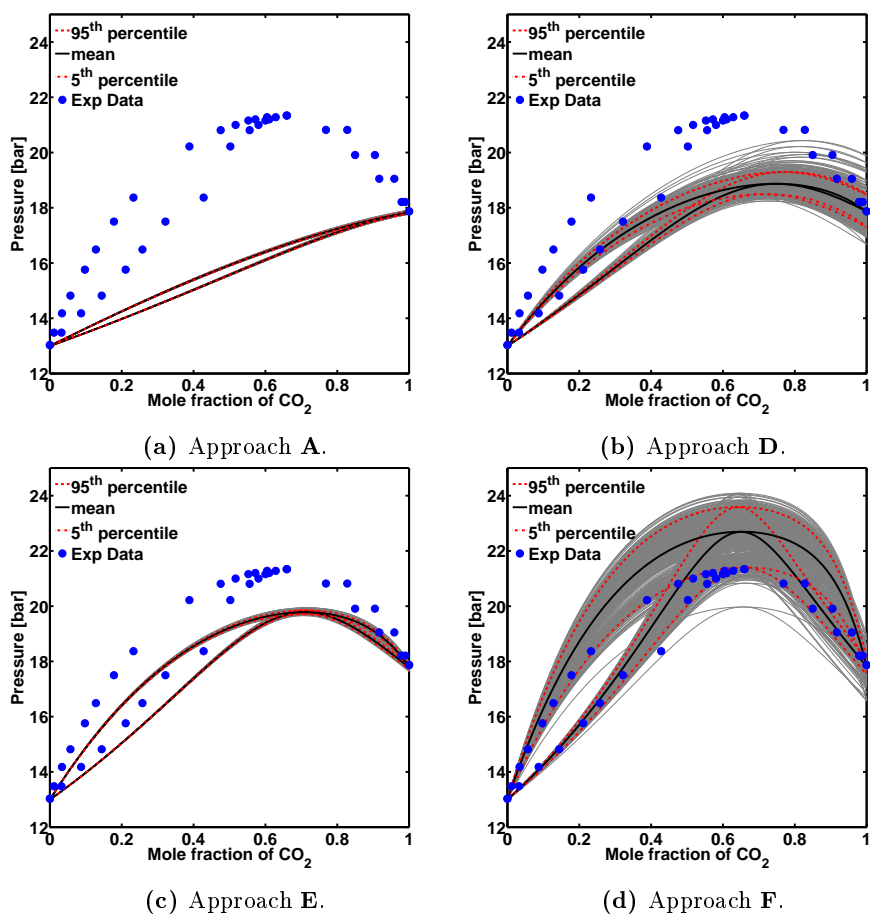 24
22
20
18
16
14
12
Pressure [bar]
95th percentile
mean
5th percentile
Exp Data
0 0.2 0.4 0.6 0.8 1
Mole fraction of CO2
(a) Approach A.
24
22
20
18
16
14
12
Pressure [bar]
95th percentile
mean
5th percentile
Exp Data
0 0.2 0.4 0.6 0.8 1
Mole fraction of CO2
(b) Approach D.
24
22
20
18
16
14
12
Pressure [bar]
95th percentile
mean
5th percentile
Exp Data
0 0.2 0.4 0.6 0.8 1
Mole fraction of CO2
(c) Approach E.
24
22
20
18
16
14
12
Pressure [bar]
95th percentile
mean
5th percentile
Exp Data
0 0.2 0.4 0.6 0.8 1
Mole fraction of CO2
(d) Approach F.